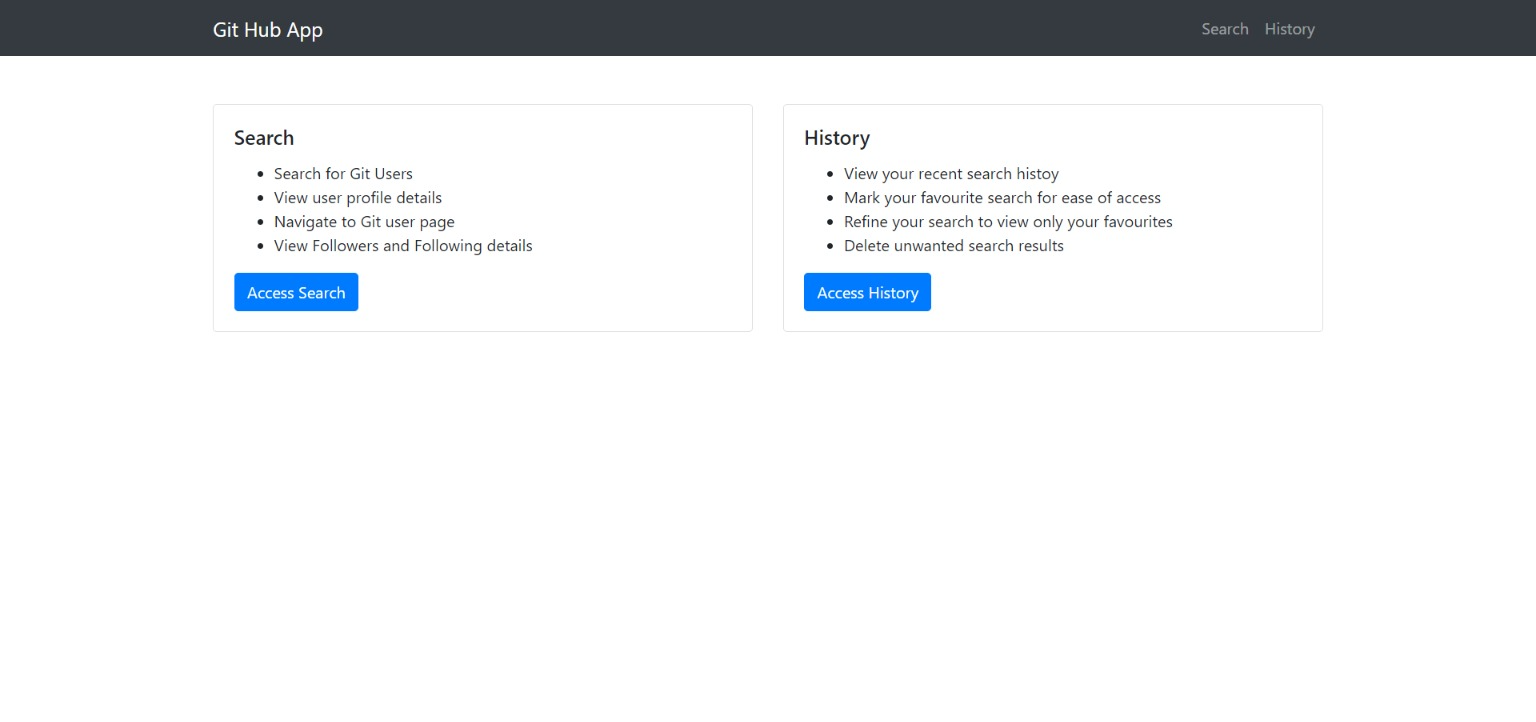 Git Hub App
Search
History
Search
Search for Git Users
View user profile details
Navigate to Git user page
View Followers and Following details
Access Search
History
View your recent search histoy
Mark your favourite search for ease of access
Refine your search to view only your favourites
Delete unwanted search results
Access History